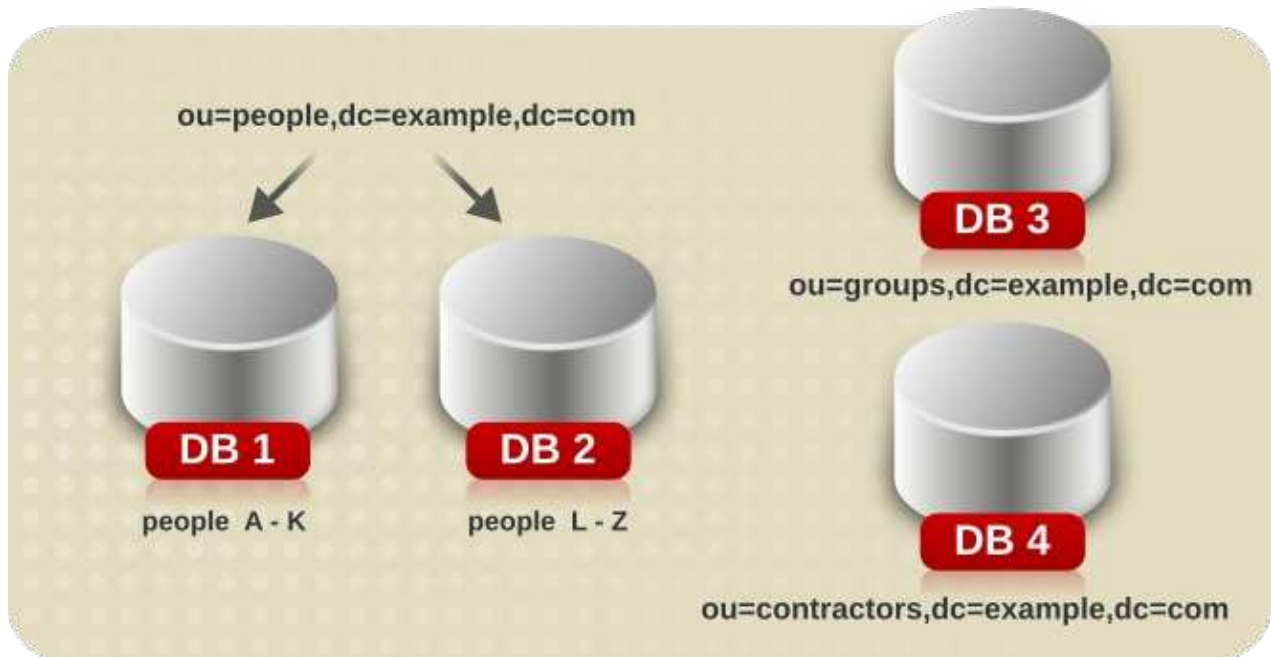 ou=people,dc=example,dc=com
DB 1
people A - K
DB 2
people L - Z
DB 3
ou=groups,dc=example,dc=com
DB 4
ou=contractors,dc=example,dc=com